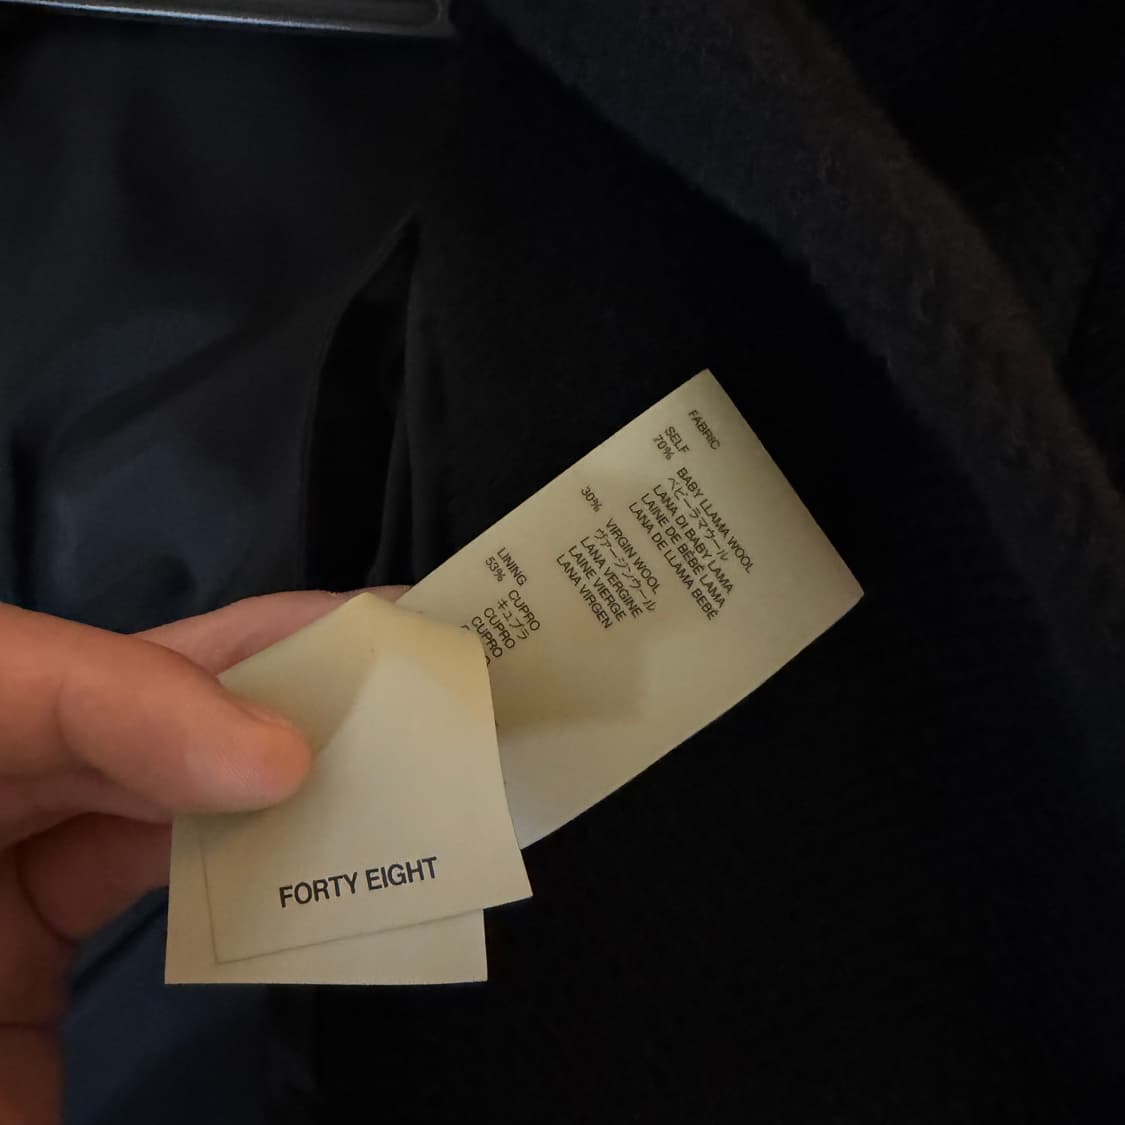 FABRIC
SELF
70% BABY LLAMA WOOL
ベビーラマウール
LANA DI BABY LAMA
LAINE DE BÉBÉ LAMA
LANA DE LLAMA BEBÉ
30% VIRGIN WOOL
ヴァージンウール
LANA VERGINE
LAINE VIERGE
LANA VIRGEN
LINING
53% CUPRO
キュプラ
CUPRO
CUPRO
FORTY EIGHT